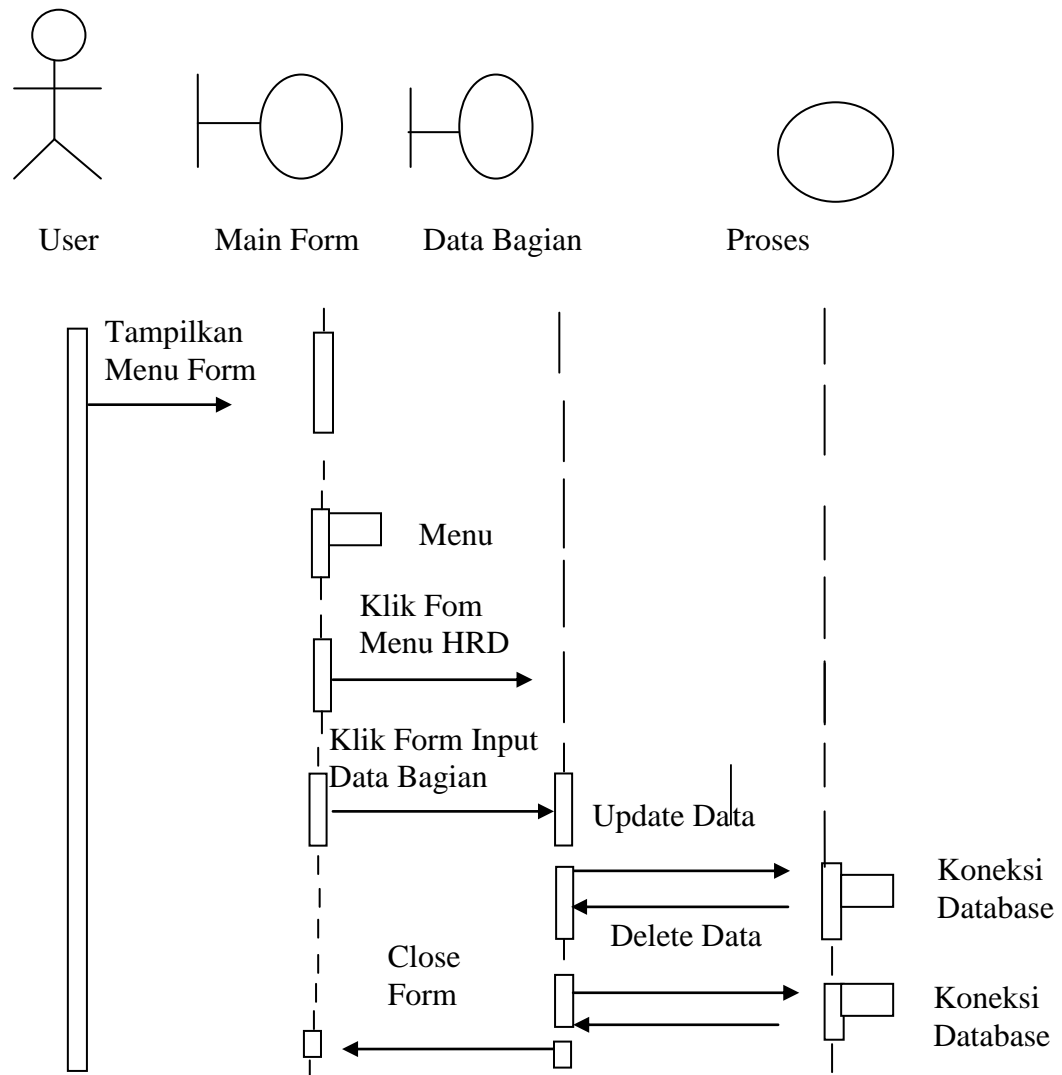 User
Main Form
Data Bagian
Proses
Tampilkan
Menu Form
Menu
Klik Fom
Menu HRD
Klik Form Input
Data Bagian
Update Data
Koneksi
Database
Delete Data
Close
Form
Koneksi
Database